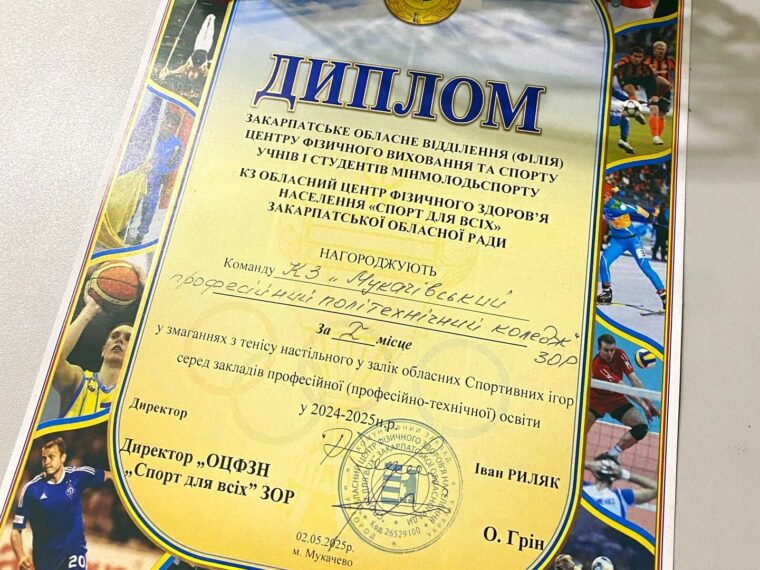 ДИПЛОМ
ЗАКАРПАТСЬКЕ ОБЛАСНЕ ВІДДІЛЕННЯ (ФІЛІЯ)
ЦЕНТРУ ФІЗИЧНОГО ВИХОВАННЯ ТА СПОРТУ
УЧНІВ І СТУДЕНТІВ МІНМОЛОДЬСПОРТУ
КЗ ОБЛАСНИЙ ЦЕНТР ФІЗИЧНОГО ЗДОРОВ'Я
НАСЕЛЕННЯ «СПОРТ ДЛЯ ВСІХ»
ЗАКАРПАТСЬКОЇ ОБЛАСНОЇ РАДИ
НАГОРОДЖУЮТЬ
Команду КЗ „Мукачівський
професійний політехнічний коледж“
ЗОР
За I місце
у змаганнях з тенісу настільного у залік обласних Спортивних ігор
серед закладів професійної (професійно-технічної) освіти
у 2024-2025н.р.
Директор
Іван РИЛЯК
Директор „ОЦФЗН
„Спорт для всіх” ЗОР
О. Грін
Код 26529100
02.05.2025р.
м. Мукачево
20